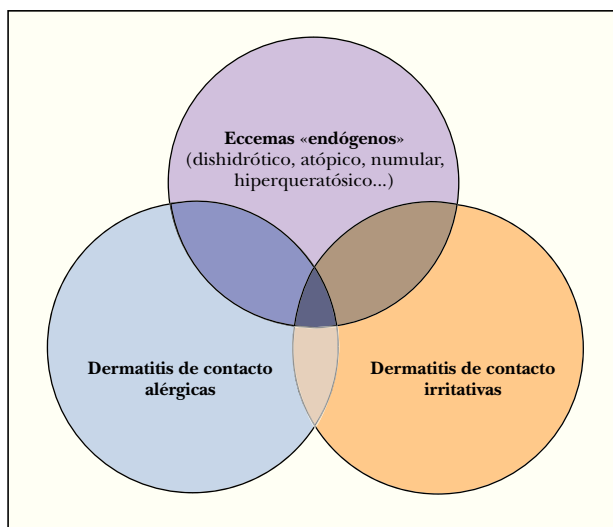 Eccemas «endógenos»
(dishidrótico, atópico, numular,
hiperqueratósico...)
Dermatitis de contacto
alérgicas
Dermatitis de contacto
irritativas